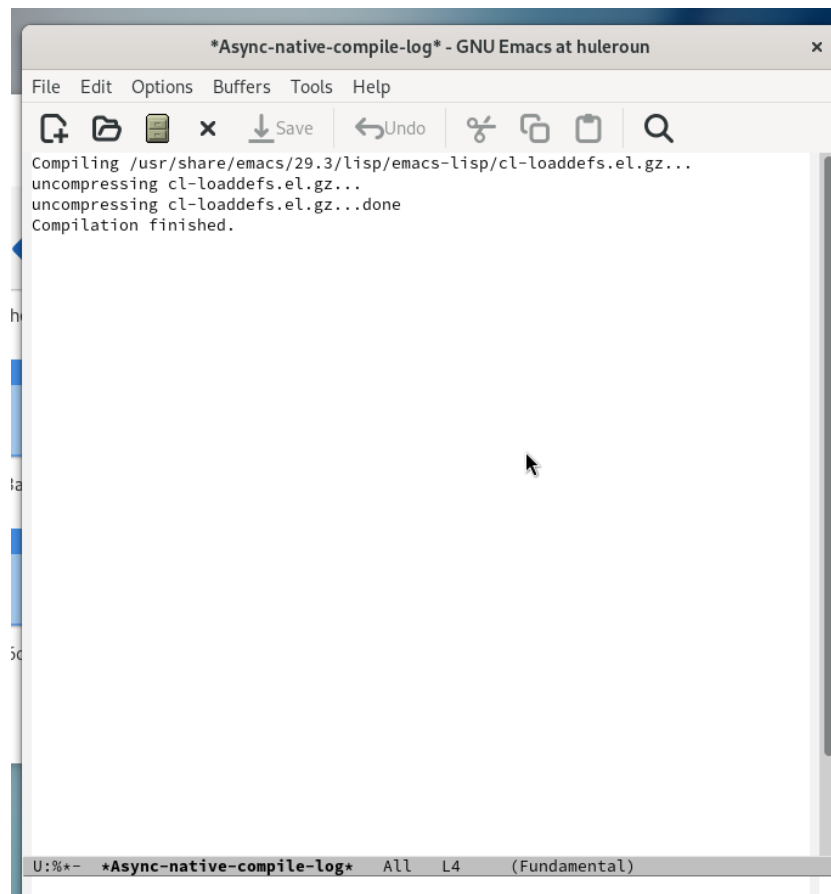 *Async-native-compile-log* - GNU Emacs at huleroun
File Edit Options Buffers Tools Help
Save Undo
Compiling /usr/share/emacs/29.3/lisp/emacs-lisp/cl-loaddefs.el.gz...
uncompressing cl-loaddefs.el.gz...
uncompressing cl-loaddefs.el.gz...done
Compilation finished.
U:%*- *Async-native-compile-log* All L4 (Fundamental)